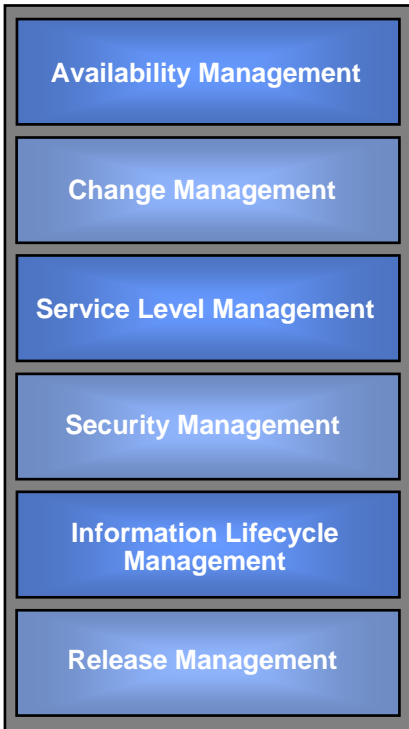 Availability Management
Change Management
Service Level Management
Security Management
Information Lifecycle
Management
Release Management